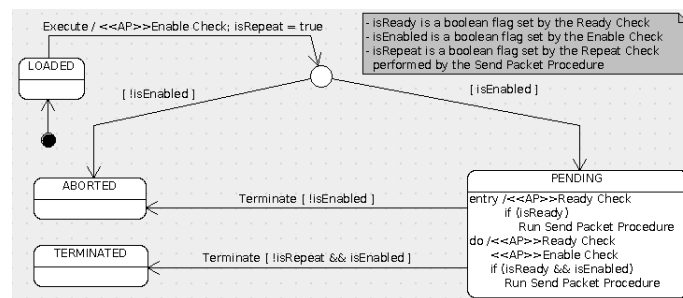 Execute / <<AP>>Enable Check; isRepeat = true
- isReady is a boolean flag set by the Ready Check
- isEnabled is a boolean flag set by the Enable Check
- isRepeat is a boolean flag set by the Repeat Check
performed by the Send Packet Procedure
LOADED
[ !isEnabled ]
[ isEnabled ]
ABORTED
Terminate [ !isEnabled ]
PENDING
entry /<<AP>>Ready Check
if (isReady)
Run Send Packet Procedure
do /<<AP>>Ready Check
<<AP>>Enable Check
if (isReady && isEnabled)
Run Send Packet Procedure
TERMINATED
Terminate [ !isRepeat && isEnabled ]